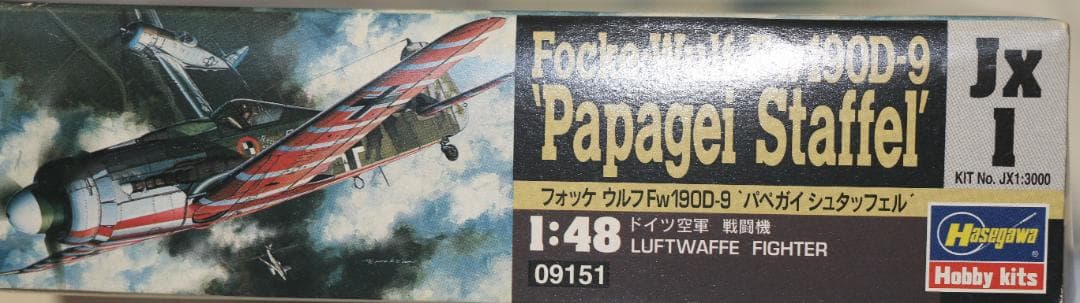 Focke-Wulf Fw190D-9
'Papagei Staffel'
フォッケ ウルフFw190D-9 'パペガイ シュタッフェル'
1:48 ドイツ空軍 戦闘機
LUFTWAFFE FIGHTER
09151
Jx
1
KIT No. JX1:3000
Hasegawa
Hobby kits